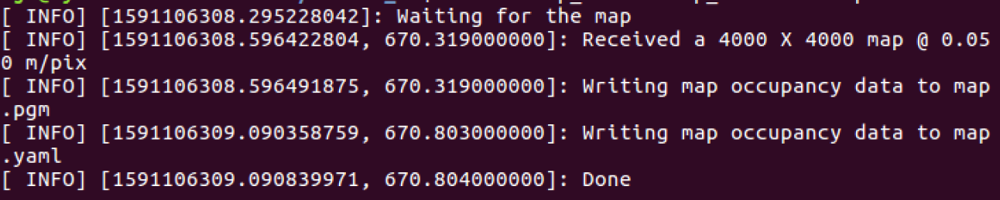 [ INFO] [1591106308.295228042]: Waiting for the map
[ INFO] [1591106308.596422804, 670.319000000]: Received a 4000 X 4000 map @ 0.05
0 m/pix
[ INFO] [1591106308.596491875, 670.319000000]: Writing map occupancy data to map
.pgm
[ INFO] [1591106309.090358759, 670.803000000]: Writing map occupancy data to map
.yaml
[ INFO] [1591106309.090839971, 670.804000000]: Done